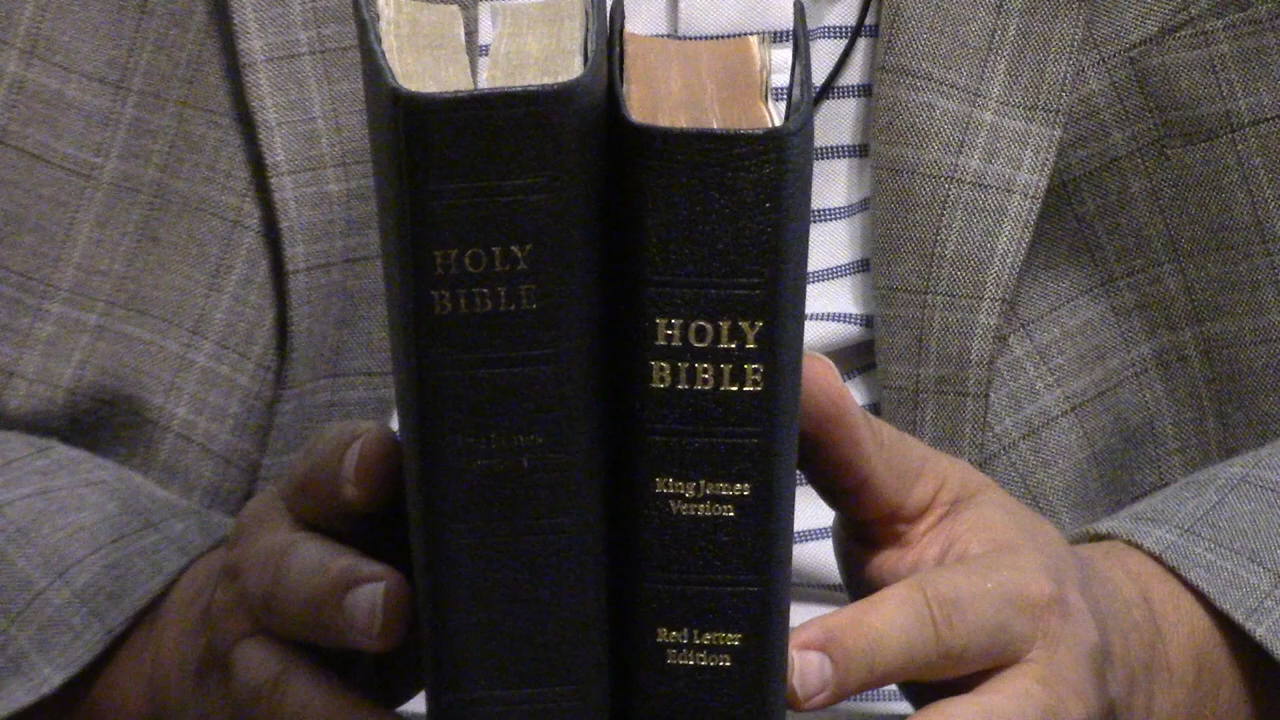 HOLY
BIBLE
HOLY
BIBLE
King James
Version
Red Letter
Edition